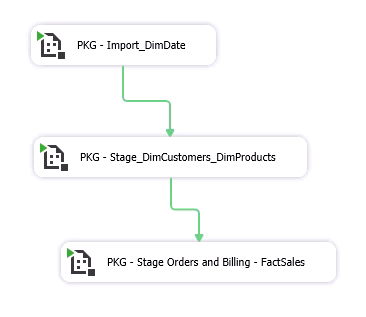 PKG - Import_DimDate
PKG - Stage_DimCustomers_DimProducts
PKG - Stage Orders and Billing - FactSales